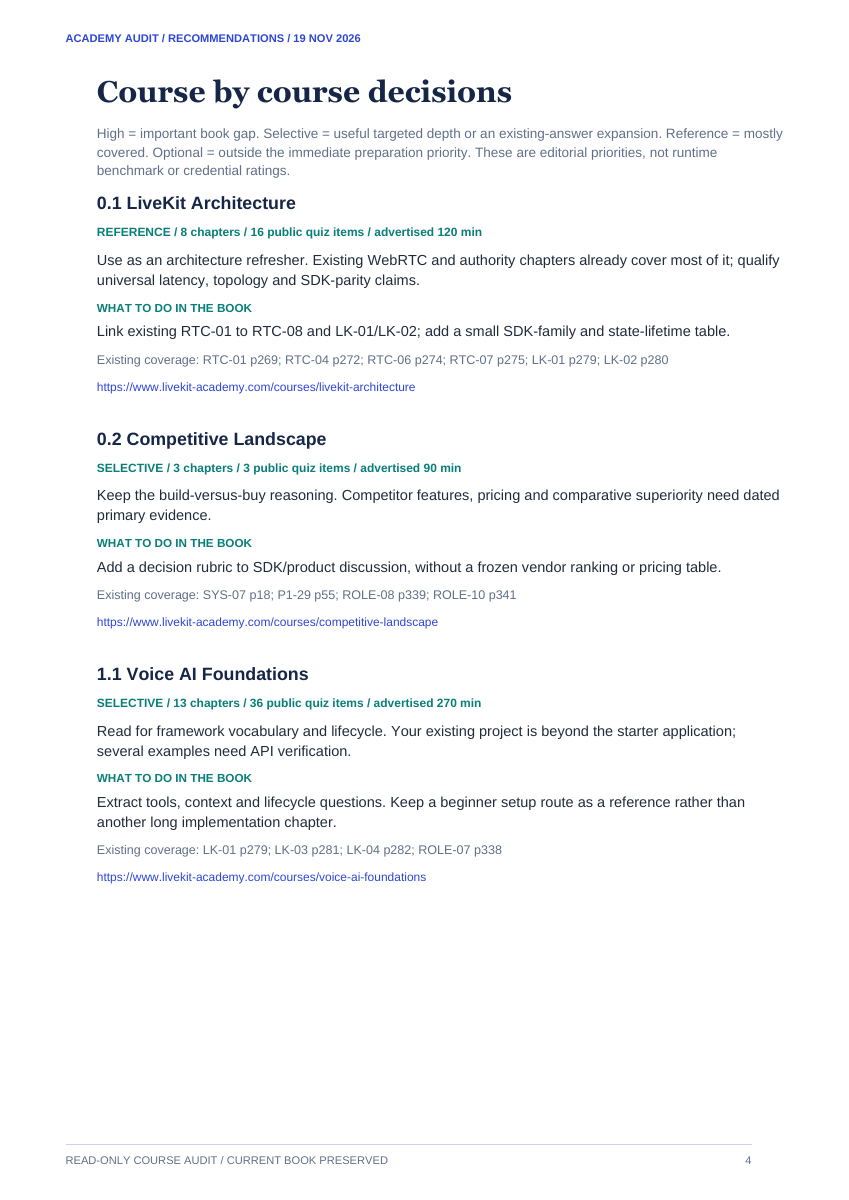 ACADEMY AUDIT / RECOMMENDATIONS / 19 NOV 2026
Course by course decisions
High = important book gap. Selective = useful targeted depth or an existing-answer expansion. Reference = mostly
covered. Optional = outside the immediate preparation priority. These are editorial priorities, not runtime
benchmark or credential ratings.
0.1 LiveKit Architecture
REFERENCE / 8 chapters / 16 public quiz items / advertised 120 min
Use as an architecture refresher. Existing WebRTC and authority chapters already cover most of it; qualify
universal latency, topology and SDK-parity claims.
WHAT TO DO IN THE BOOK
Link existing RTC-01 to RTC-08 and LK-01/LK-02; add a small SDK-family and state-lifetime table.
Existing coverage: RTC-01 p269; RTC-04 p272; RTC-06 p274; RTC-07 p275; LK-01 p279; LK-02 p280
https://www.livekit-academy.com/courses/livekit-architecture
0.2 Competitive Landscape
SELECTIVE / 3 chapters / 3 public quiz items / advertised 90 min
Keep the build-versus-buy reasoning. Competitor features, pricing and comparative superiority need dated
primary evidence.
WHAT TO DO IN THE BOOK
Add a decision rubric to SDK/product discussion, without a frozen vendor ranking or pricing table.
Existing coverage: SYS-07 p18; P1-29 p55; ROLE-08 p339; ROLE-10 p341
https://www.livekit-academy.com/courses/competitive-landscape
1.1 Voice AI Foundations
SELECTIVE / 13 chapters / 36 public quiz items / advertised 270 min
Read for framework vocabulary and lifecycle. Your existing project is beyond the starter application;
several examples need API verification.
WHAT TO DO IN THE BOOK
Extract tools, context and lifecycle questions. Keep a beginner setup route as a reference rather than
another long implementation chapter.
Existing coverage: LK-01 p279; LK-03 p281; LK-04 p282; ROLE-07 p338
https://www.livekit-academy.com/courses/voice-ai-foundations
READ-ONLY COURSE AUDIT / CURRENT BOOK PRESERVED 4